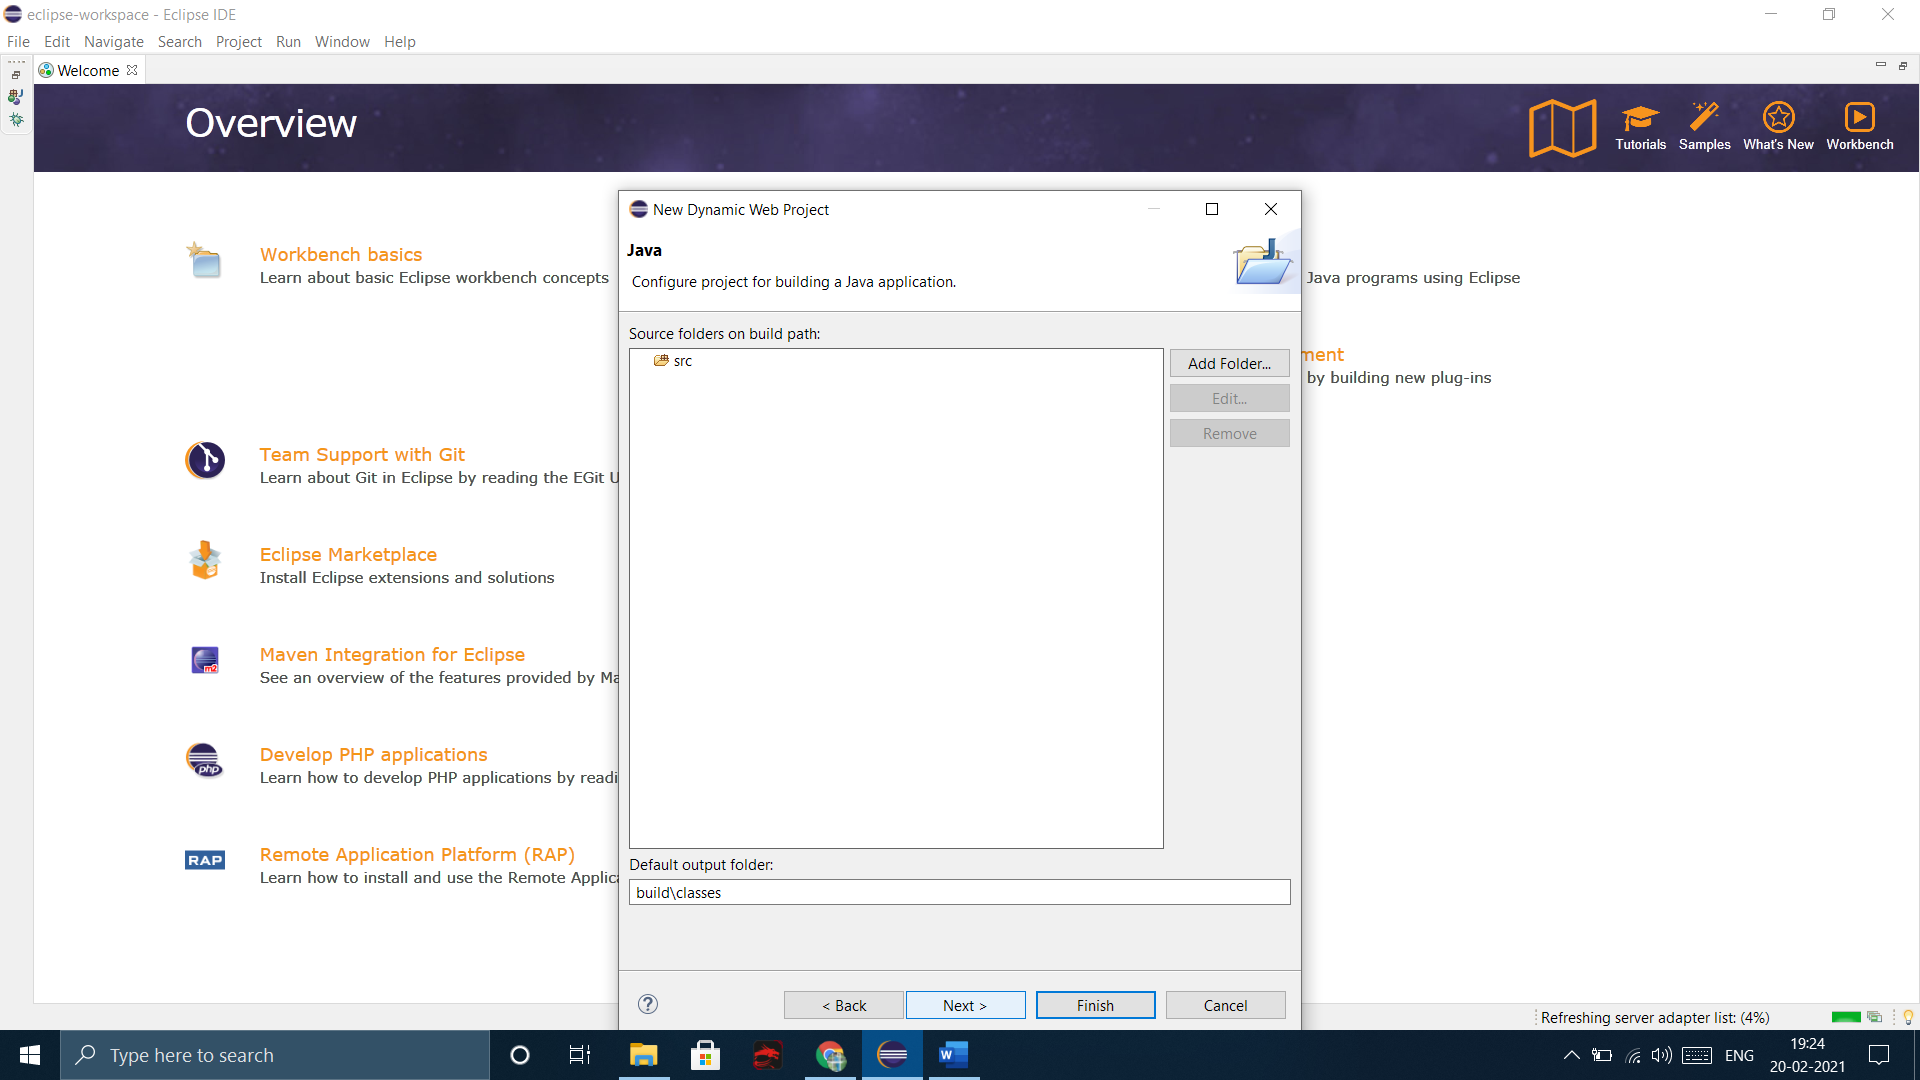 eclipse-workspace - Eclipse IDE
File Edit Navigate Search Project Run Window Help
Welcome
Overview
Tutorials Samples What's New Workbench
Workbench basics
Learn about basic Eclipse workbench concepts
Java programs using Eclipse
ment
by building new plug-ins
Team Support with Git
Learn about Git in Eclipse by reading the EGit U
Eclipse Marketplace
Install Eclipse extensions and solutions
m2
Maven Integration for Eclipse
See an overview of the features provided by Ma
php
Develop PHP applications
Learn how to develop PHP applications by readi
RAP
Remote Application Platform (RAP)
Learn how to install and use the Remote Applica
New Dynamic Web Project
Java
Configure project for building a Java application.
Source folders on build path:
src
Add Folder...
Edit...
Remove
Default output folder:
build\classes
< Back Next > Finish Cancel
Refreshing server adapter list: (4%)
Type here to search
W
ENG
19:24
20-02-2021